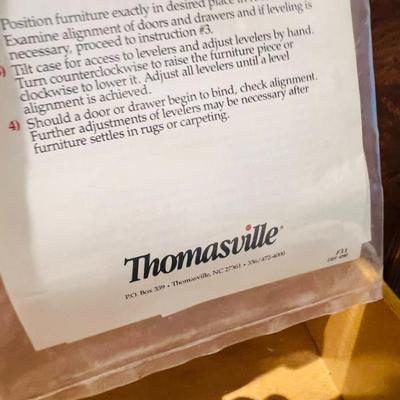 Position furniture exactly in desired place in
Examine alignment of doors and drawers and if leveling is
necessary, proceed to instruction #3.
Tilt case for access to levelers and adjust levelers by hand.
Turn counterclockwise to raise the furniture piece or
clockwise to lower it. Adjust all levelers until a level
alignment is achieved.
4) Should a door or drawer begin to bind, check alignment.
Further adjustments of levelers may be necessary after
furniture settles in rugs or carpeting.
Thomasville®
P.O. Box 339 • Thomasville, NC 27361 • 336/472-4000